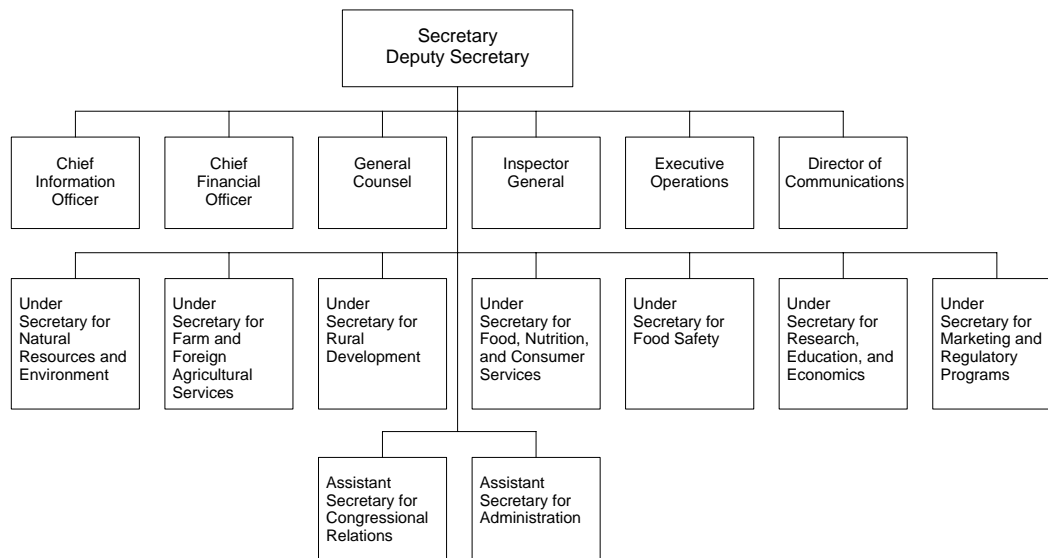 Secretary
Deputy Secretary
Chief
Information
Officer
Chief
Financial
Officer
General
Counsel
Inspector
General
Executive
Operations
Director of
Communications
Under
Secretary for
Natural
Resources and
Environment
Under
Secretary for
Farm and
Foreign
Agricultural
Services
Under
Secretary for
Rural
Development
Under
Secretary for
Food, Nutrition,
and Consumer
Services
Under
Secretary for
Food Safety
Under
Secretary for
Research,
Education, and
Economics
Under
Secretary for
Marketing and
Regulatory
Programs
Assistant
Secretary for
Congressional
Relations
Assistant
Secretary for
Administration